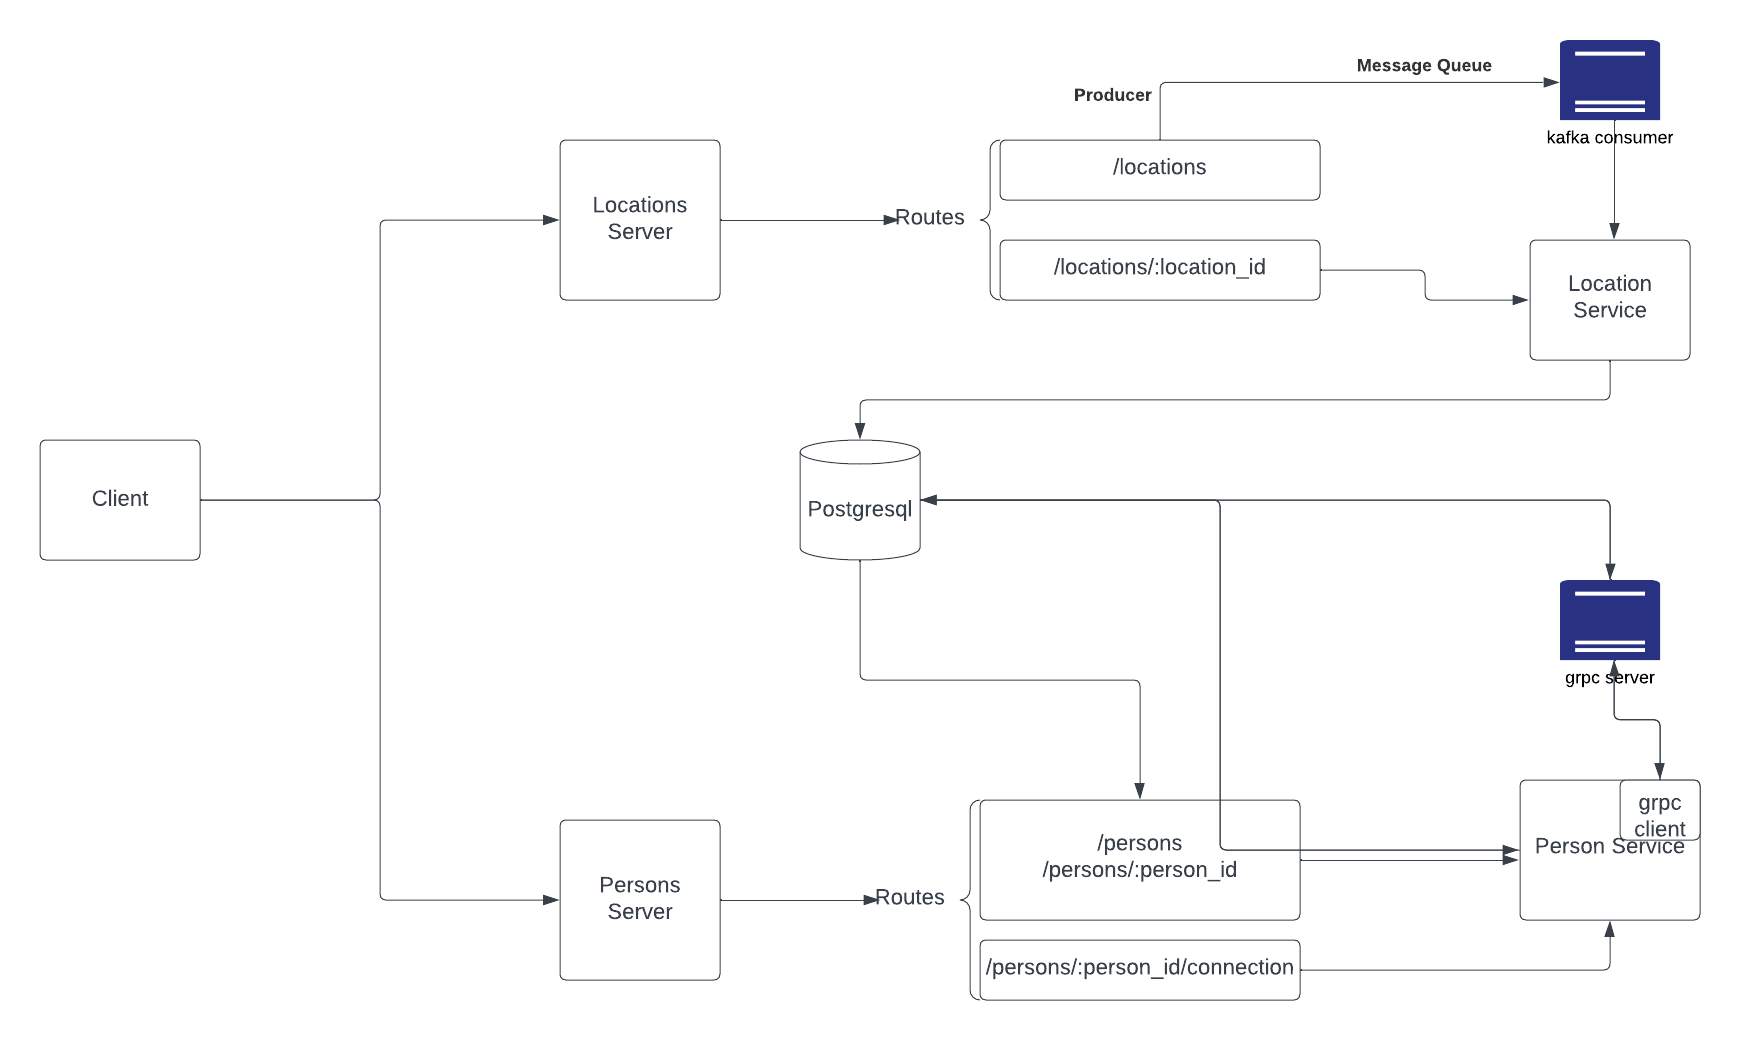 Message Queue
Producer
kafka consumer
/locations
Locations
Server
Routes
/locations/:location_id
Location
Service
Client
Postgresql
grpc server
grpc
client
Person Service
/persons
/persons/:person_id
Persons
Server
Routes
/persons/:person_id/connection